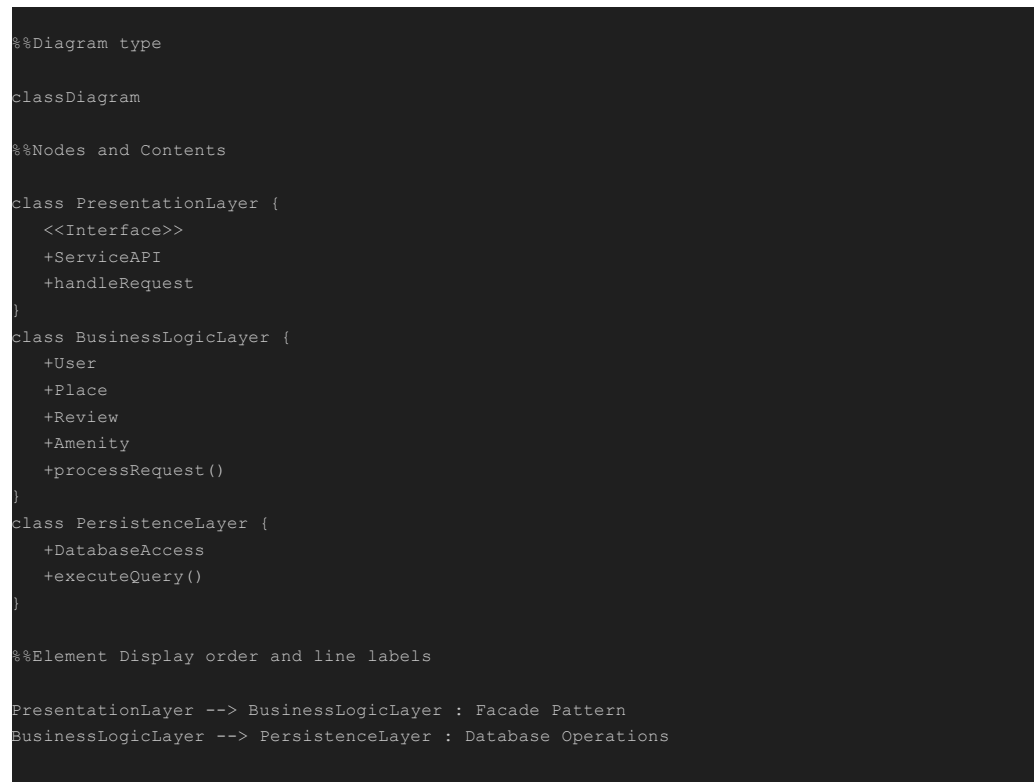 %%Diagram type
classDiagram
%%Nodes and Contents
class PresentationLayer {
<<Interface>>
+ServiceAPI
+handleRequest
}
class BusinessLogicLayer {
+User
+Place
+Review
+Amenity
+processRequest()
}
class PersistenceLayer {
+DatabaseAccess
+executeQuery()
}
%%Element Display order and line labels
PresentationLayer --> BusinessLogicLayer : Facade Pattern
BusinessLogicLayer --> PersistenceLayer : Database Operations